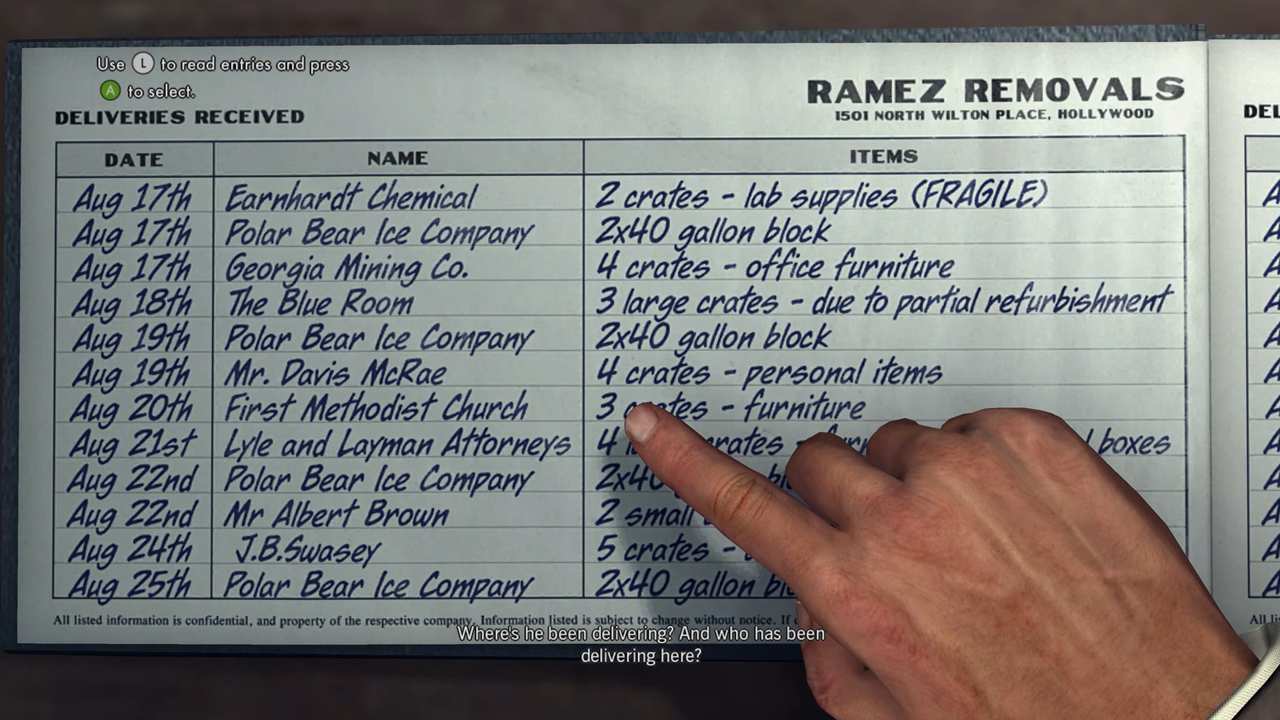 Use L to read entries and press
A to select.
RAMEZ REMOVALS
1501 NORTH WILTON PLACE, HOLLYWOOD
DELIVERIES RECEIVED
DATE NAME ITEMS
Aug 17th Earnhardt Chemical 2 crates - lab supplies (FRAGILE)
Aug 17th Polar Bear Ice Company 2x40 gallon block
Aug 17th Georgia Mining Co. 4 crates - office furniture
Aug 18th The Blue Room 3 large crates - due to partial refurbishment
Aug 19th Polar Bear Ice Company 2x40 gallon block
Aug 19th Mr. Davis McRae 4 crates - personal items
Aug 20th First Methodist Church 3 crates - furniture
Aug 21st Lyle and Layman Attorneys 4 crates - boxes
Aug 22nd Polar Bear Ice Company 2x40
Aug 22nd Mr Albert Brown 2 small
Aug 24th J.B.Swasey 5 crates -
Aug 25th Polar Bear Ice Company 2x40 gallon
All listed information is confidential, and property of the respective company. Information listed is subject to change without notice. If
Where's he been delivering? And who has been
delivering here?